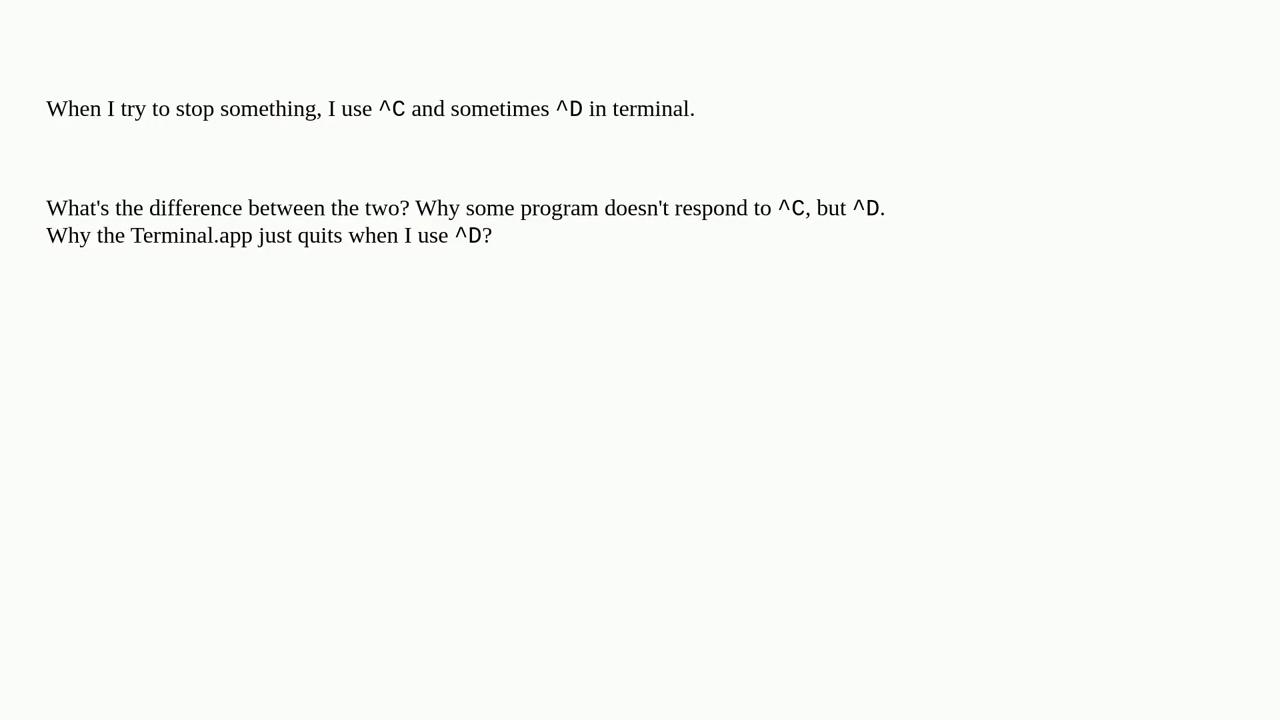 When I try to stop something, I use ^C and sometimes ^D in terminal.
What's the difference between the two? Why some program doesn't respond to ^C, but ^D.
Why the Terminal.app just quits when I use ^D?